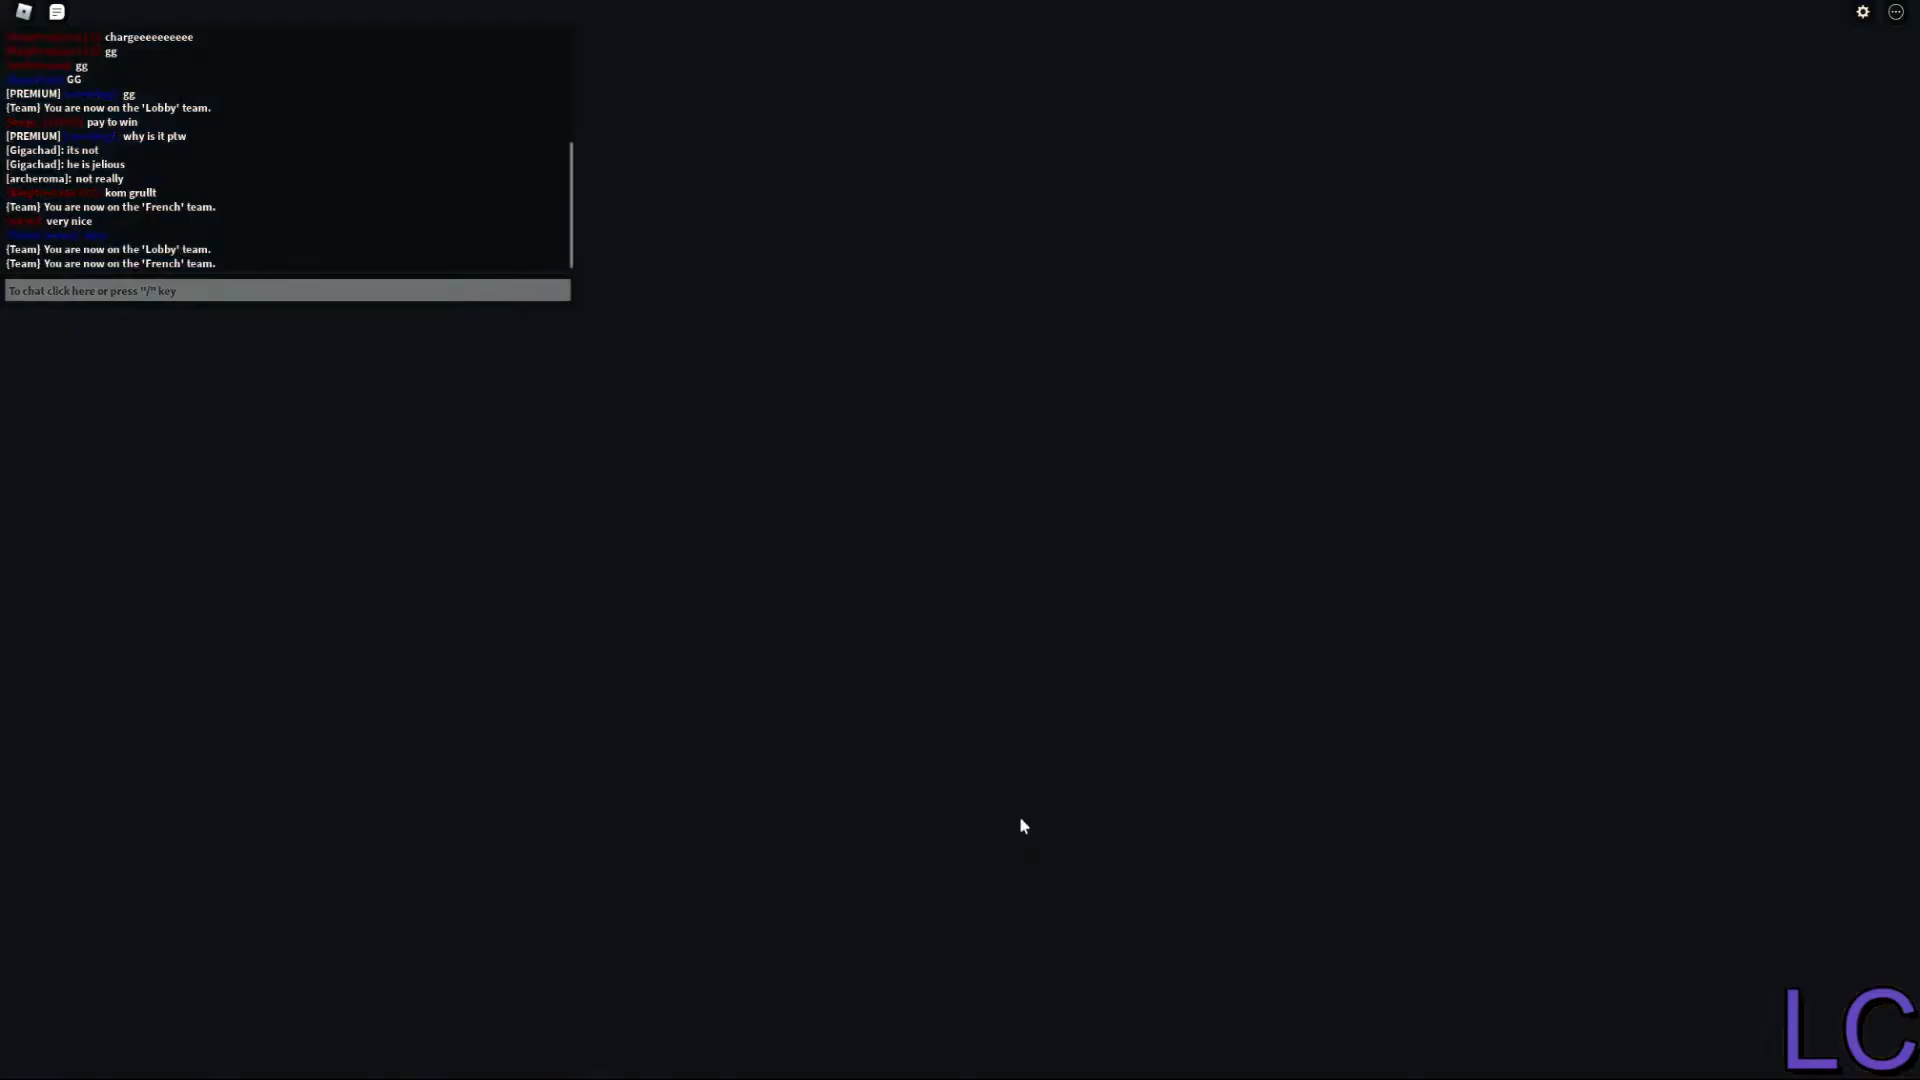 chargeeeeeeeeee
gg
gg
GG
[PREMIUM] gg
{Team} You are now on the 'Lobby' team.
pay to win
[PREMIUM] why is it ptw
[Gigachad]: its not
[Gigachad]: he is jelious
[archeroma]: not really
kom grullt
{Team} You are now on the 'French' team.
very nice
{Team} You are now on the 'Lobby' team.
{Team} You are now on the 'French' team.
To chat click here or press "/" key
LC